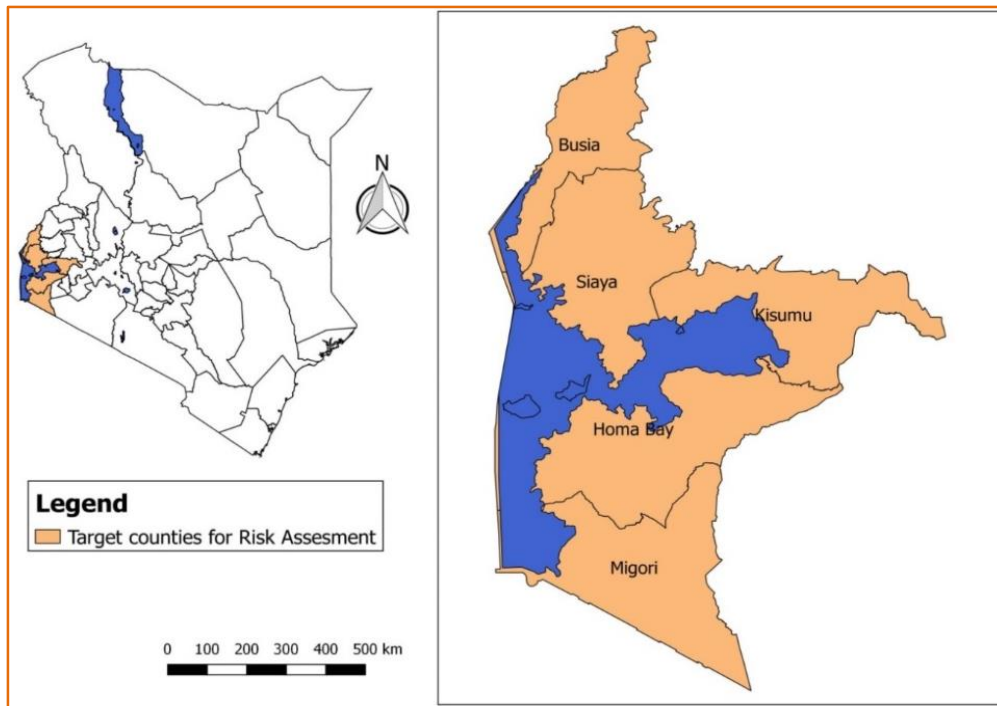 N
Legend
Target counties for Risk Assesment
0 100 200 300 400 500 km
Busia
Siaya
Kisumu
Homa Bay
Migori